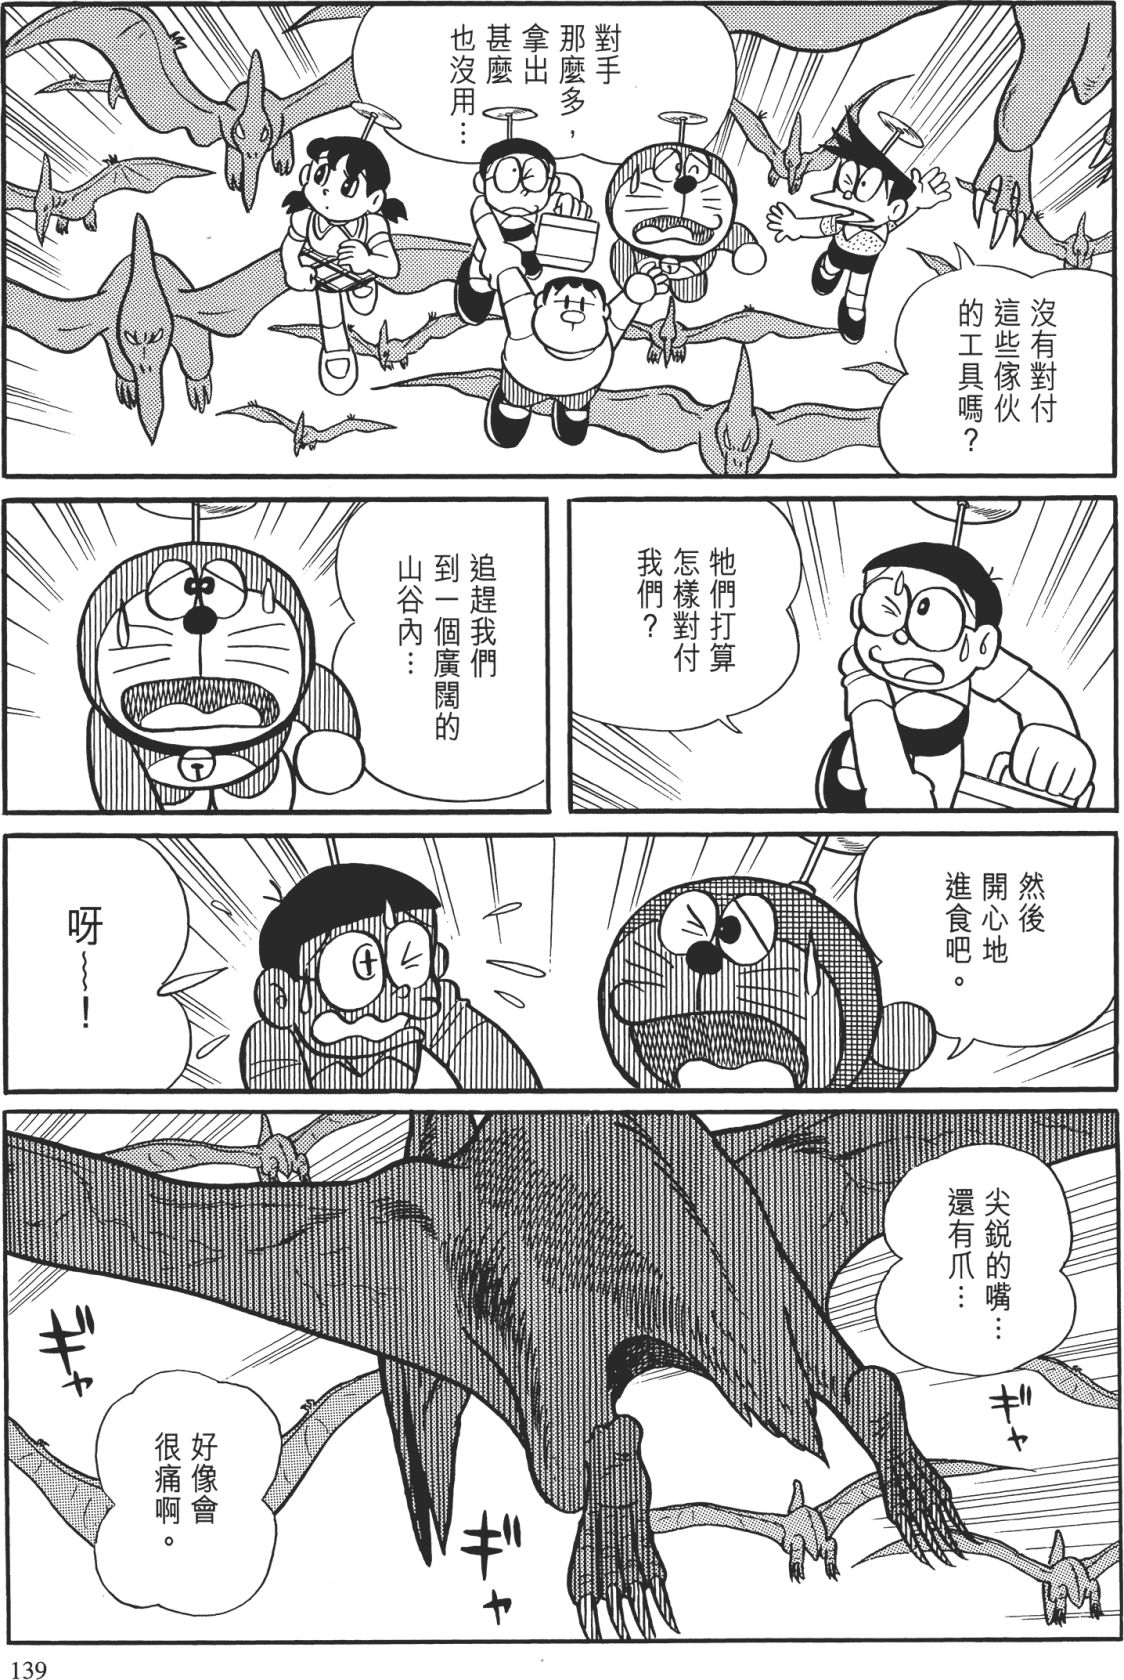 沒有對付
這些傢伙
的工具嗎？
對手
那麼多，
拿出
甚麼
也沒用…
牠們打算
怎樣對付
我們？
追趕我們
到一個廣闊的
山谷內…
然後
開心地
進食吧。
呀～！
尖鋭的嘴…
還有爪…
ギャ
ギャ
ギャ
好像會
很痛啊。
139